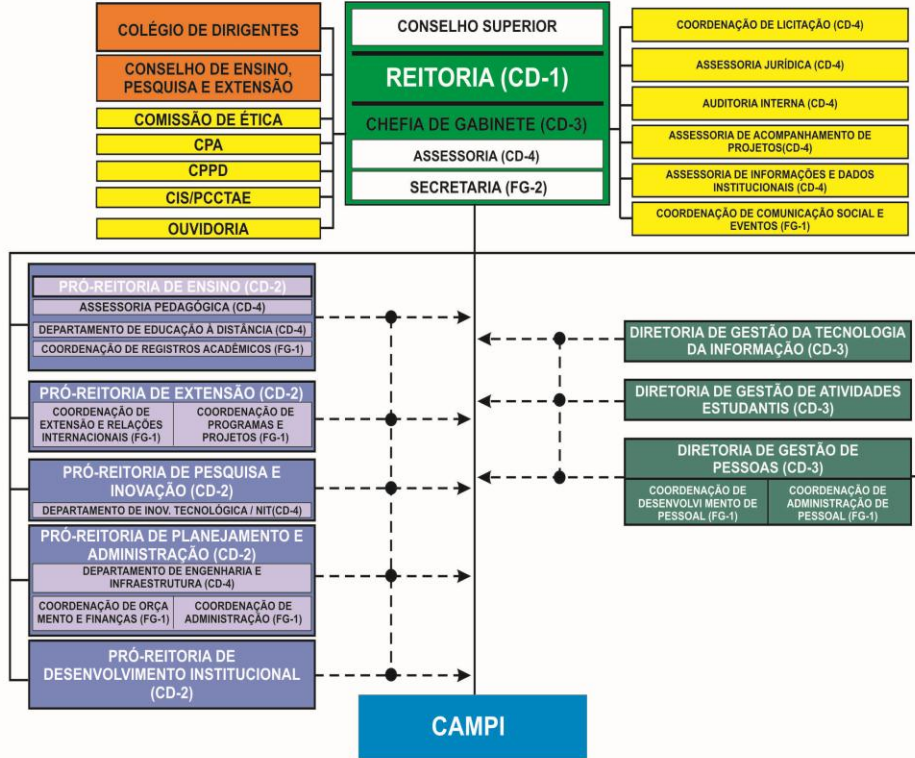 COLÉGIO DE DIRIGENTES
CONSELHO DE ENSINO,
PESQUISA E EXTENSÃO
COMISSÃO DE ÉTICA
CPA
CPPD
CIS/PCCTAE
OUVIDORIA
CONSELHO SUPERIOR
REITORIA (CD-1)
CHEFIA DE GABINETE (CD-3)
ASSESSORIA (CD-4)
SECRETARIA (FG-2)
COORDENAÇÃO DE LICITAÇÃO (CD-4)
ASSESSORIA JURÍDICA (CD-4)
AUDITORIA INTERNA (CD-4)
ASSESSORIA DE ACOMPANHAMENTO DE
PROJETOS(CD-4)
ASSESSORIA DE INFORMAÇÕES E DADOS
INSTITUCIONAIS (CD-4)
COORDENAÇÃO DE COMUNICAÇÃO SOCIAL E
EVENTOS (FG-1)
PRÓ-REITORIA DE ENSINO (CD-2)
ASSESSORIA PEDAGÓGICA (CD-4)
DEPARTAMENTO DE EDUCAÇÃO À DISTÂNCIA (CD-4)
COORDENAÇÃO DE REGISTROS ACADÊMICOS (FG-1)
PRÓ-REITORIA DE EXTENSÃO (CD-2)
COORDENAÇÃO DE
EXTENSÃO E RELAÇÕES
INTERNACIONAIS (FG-1)
COORDENAÇÃO DE
PROGRAMAS E
PROJETOS (FG-1)
PRÓ-REITORIA DE PESQUISA E
INOVAÇÃO (CD-2)
DEPARTAMENTO DE INOV. TECNOLÓGICA / NIT(CD-4)
PRÓ-REITORIA DE PLANEJAMENTO E
ADMINISTRAÇÃO (CD-2)
DEPARTAMENTO DE ENGENHARIA E
INFRAESTRUTURA (CD-4)
COORDENAÇÃO DE ORÇA
MENTO E FINANÇAS (FG-1)
COORDENAÇÃO DE
ADMINISTRAÇÃO (FG-1)
PRÓ-REITORIA DE
DESENVOLVIMENTO INSTITUCIONAL
(CD-2)
DIRETORIA DE GESTÃO DA TECNOLOGIA
DA INFORMAÇÃO (CD-3)
DIRETORIA DE GESTÃO DE ATIVIDADES
ESTUDANTIS (CD-3)
DIRETORIA DE GESTÃO DE
PESSOAS (CD-3)
COORDENAÇÃO DE
DESENVOLVI MENTO DE
PESSOAL (FG-1)
COORDENAÇÃO DE
ADMINISTRAÇÃO DE
PESSOAL (FG-1)
CAMPI